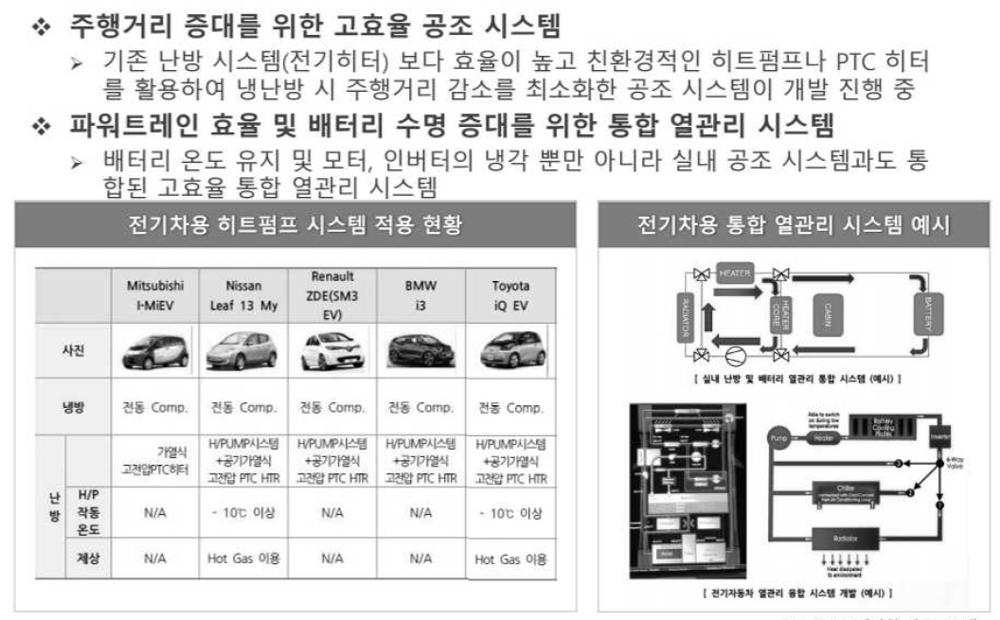 ❖ 주행거리 증대를 위한 고효율 공조 시스템
➢ 기존 난방 시스템(전기히터) 보다 효율이 높고 친환경적인 히트펌프나 PTC 히터
를 활용하여 냉난방 시 주행거리 감소를 최소화한 공조 시스템이 개발 진행 중
❖ 파워트레인 효율 및 배터리 수명 증대를 위한 통합 열관리 시스템
➢ 배터리 온도 유지 및 모터, 인버터의 냉각 뿐만 아니라 실내 공조 시스템과도 통
합된 고효율 통합 열관리 시스템
전기차용 히트펌프 시스템 적용 현황
Mitsubishi
I-MiEV
Nissan
Leaf 13 My
Renault
ZDE(SM3
EV)
BMW
i3
Toyota
iQ EV
사진
냉방
전동 Comp.
전동 Comp.
전동 Comp.
전동 Comp.
전동 Comp.
난
방
가열식
고전압PTC히터
H/PUMP시스템
+공기가열식
고전압 PTC HTR
H/PUMP시스템
+공기가열식
고전압 PTC HTR
H/PUMP시스템
+공기가열식
고전압 PTC HTR
H/PUMP시스템
+공기가열식
고전압 PTC HTR
H/P
작동
온도
N/A
- 10℃ 이상
N/A
N/A
- 10℃ 이상
제상
N/A
Hot Gas 이용
N/A
N/A
Hot Gas 이용
전기차용 통합 열관리 시스템 예시
HEATER
RADIATOR
HEATER
CORE
CABIN
BATTERY
[ 실내 난방 및 배터리 열관리 통합 시스템 (예시) ]
Able to switch
on during low
temperatures
Pump
Heater
Battery
Cooling
Plates
Inverter
4-Way
Valve
3
Chiller
2
1
Radiator
Heat dissipated
to environment
[ 전기자동차 열관리 융합 시스템 개발 (예시) ]